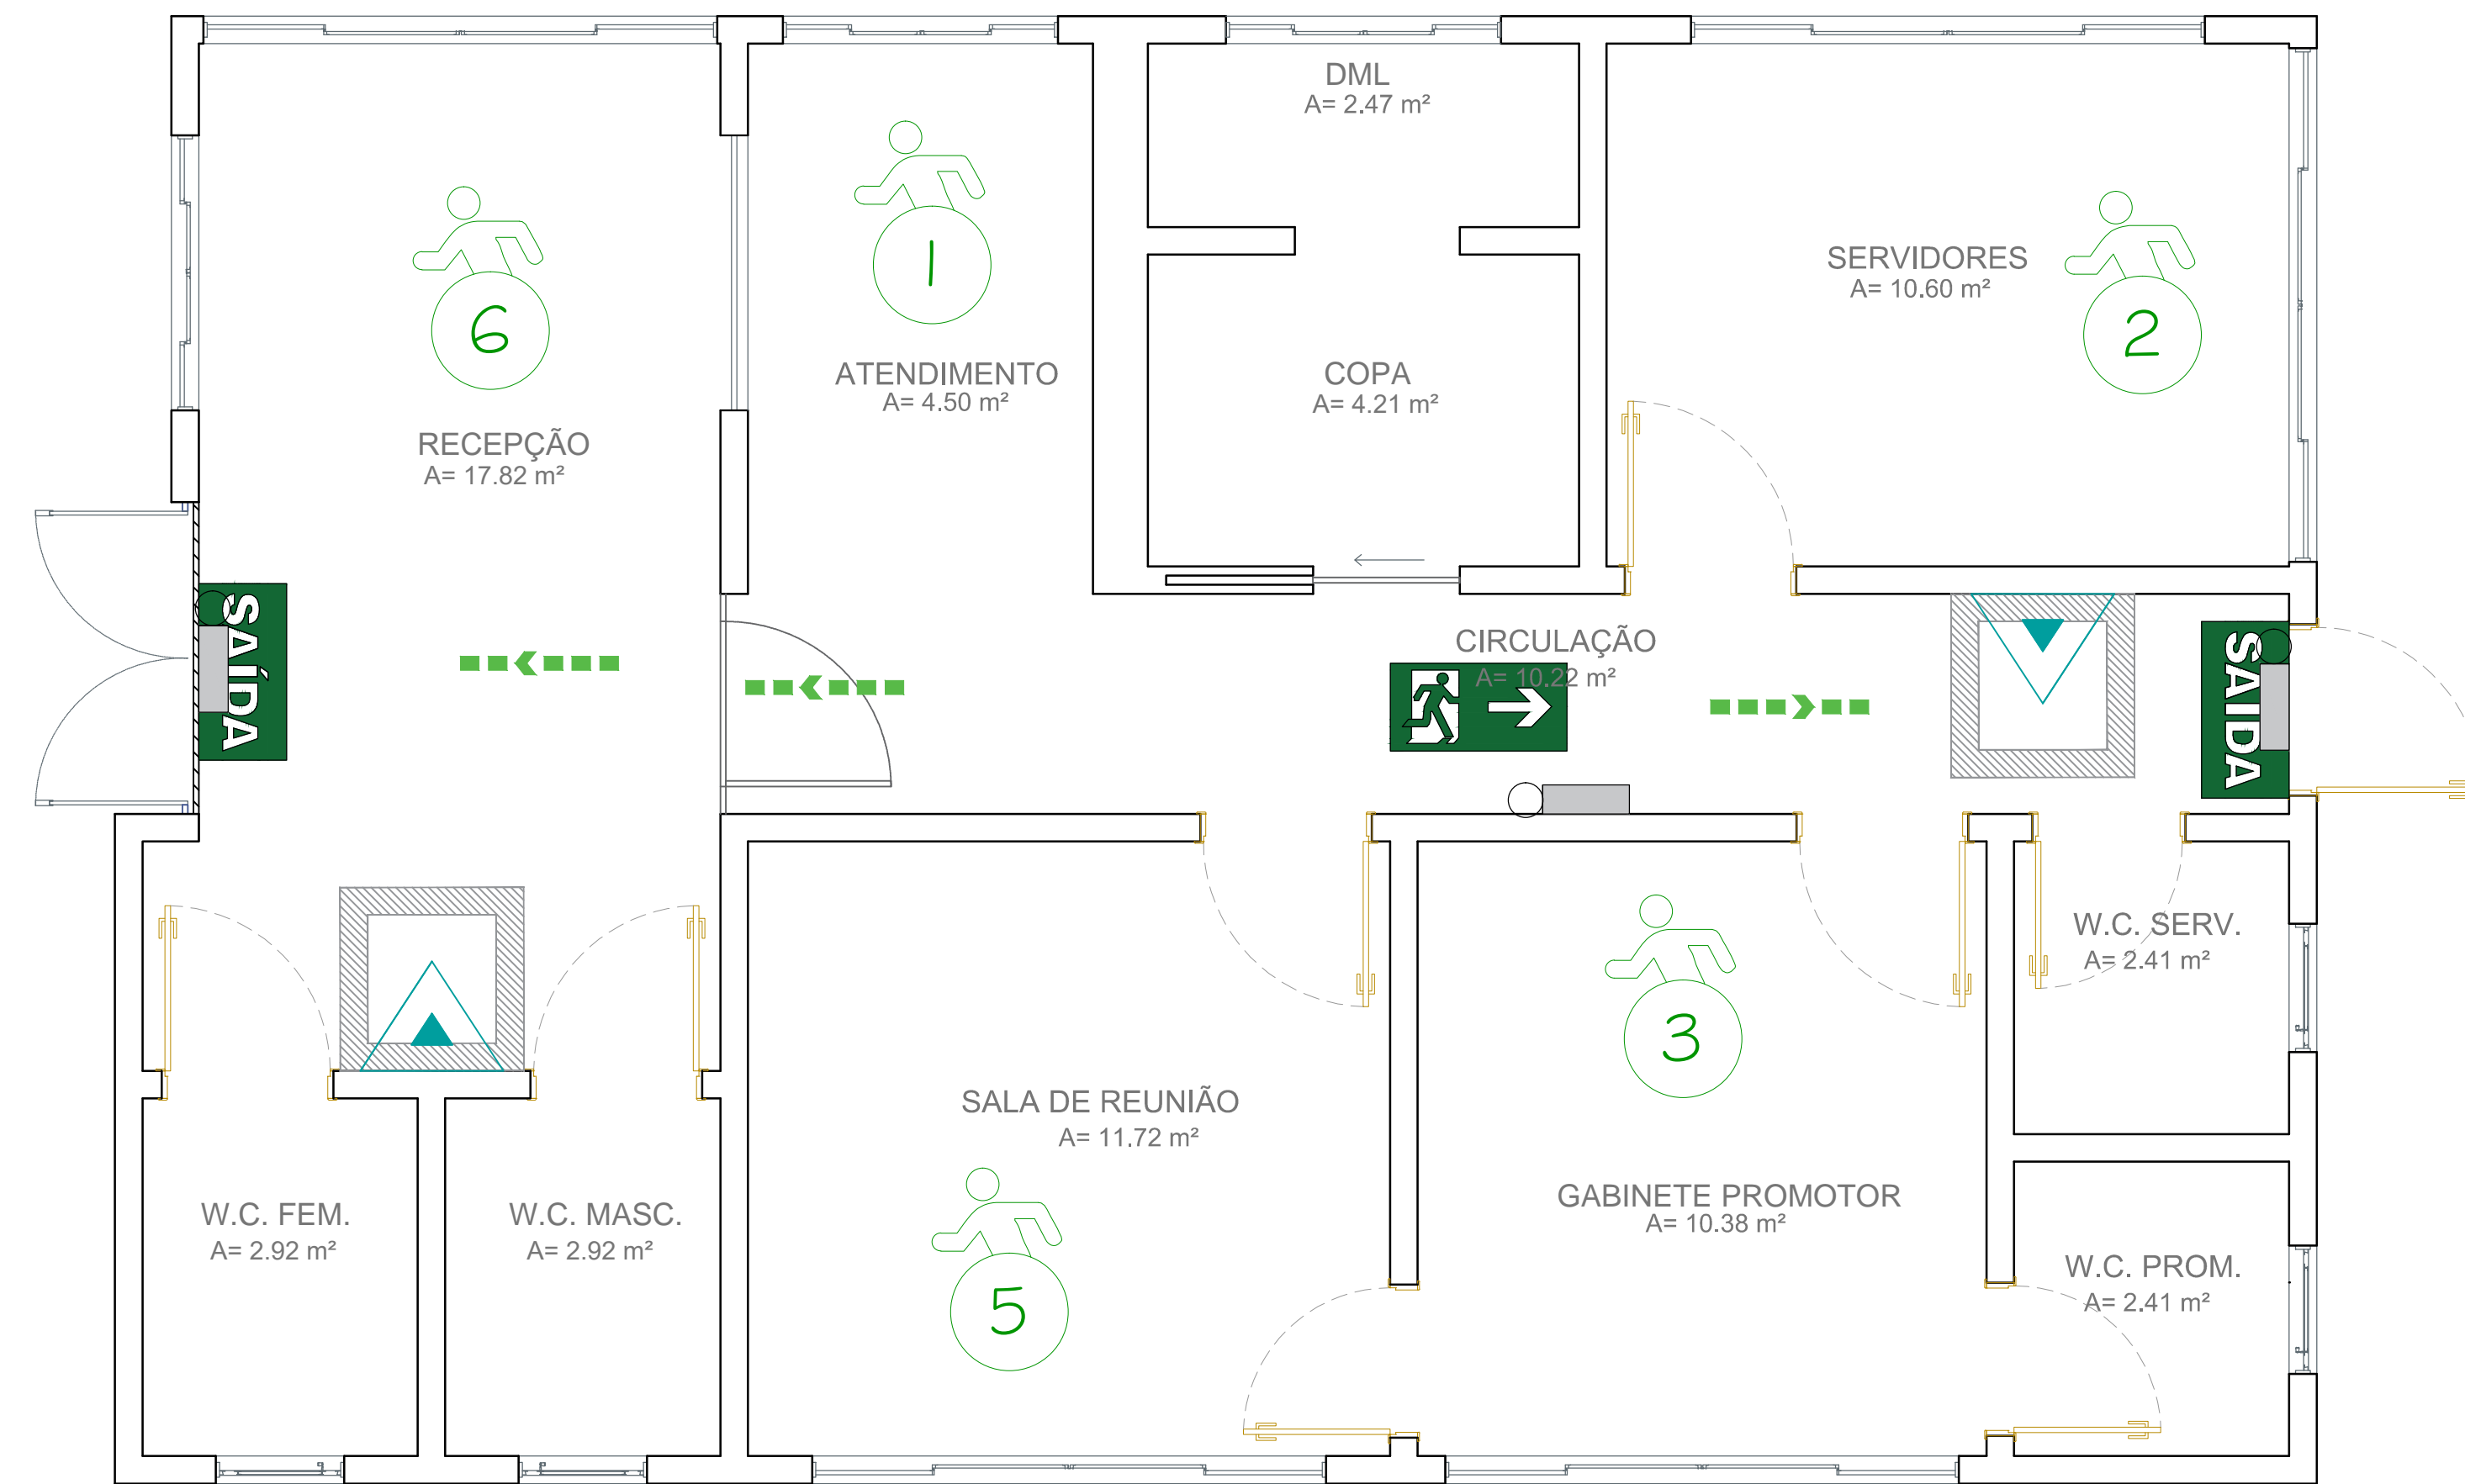 DML
A= 2.47 m²
SERVIDORES
A= 10.60 m²
2
1
ATENDIMENTO
A= 4.50 m²
COPA
A= 4.21 m²
6
RECEPÇÃO
A= 17.82 m²
SAÍDA
CIRCULAÇÃO
A= 10.22 m²
SAIDA
W.C. SERV.
A= 2.41 m²
3
SALA DE REUNIÃO
A= 11.72 m²
5
GABINETE PROMOTOR
A= 10.38 m²
W.C. FEM.
A= 2.92 m²
W.C. MASC.
A= 2.92 m²
W.C. PROM.
A= 2.41 m²